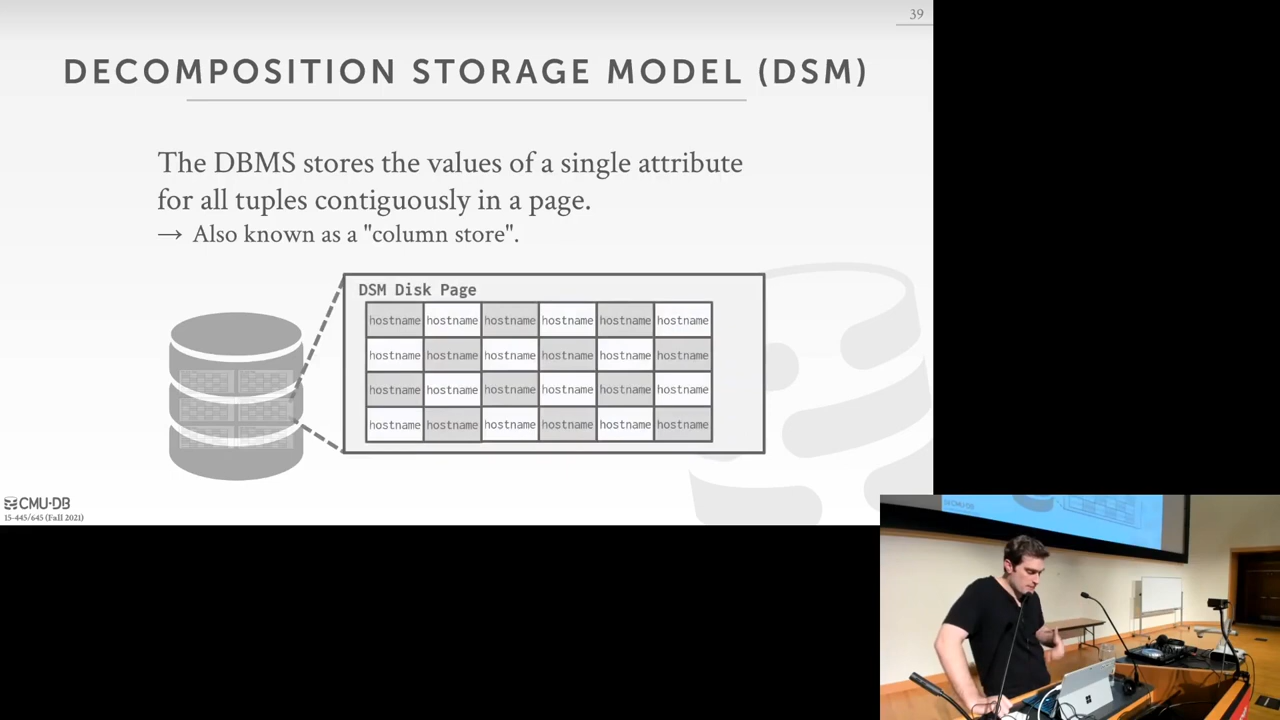 39
DECOMPOSITION STORAGE MODEL (DSM)
The DBMS stores the values of a single attribute
for all tuples contiguously in a page.
→ Also known as a "column store".
DSM Disk Page
hostname hostname hostname hostname hostname hostname
hostname hostname hostname hostname hostname hostname
hostname hostname hostname hostname hostname hostname
hostname hostname hostname hostname hostname hostname
CMU·DB
15-445/645 (Fall 2021)